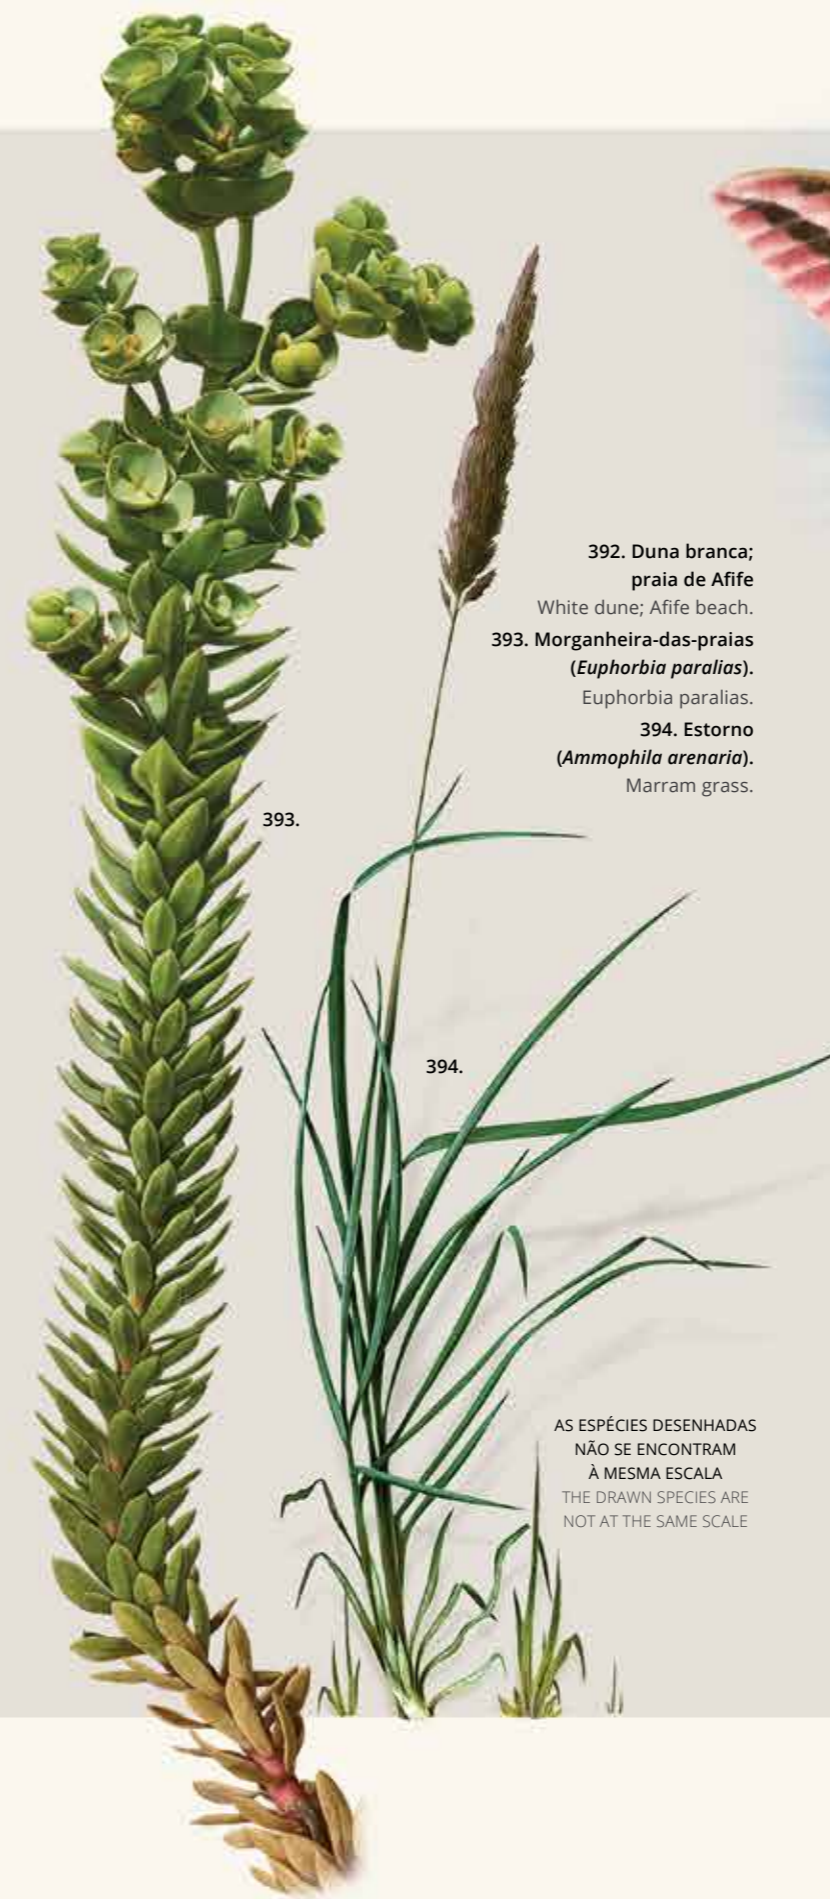 392. Duna branca;
praia de Afife
White dune; Afife beach.
393. Morganheira-das-praias
(Euphorbia paralias).
Euphorbia paralias.
394. Estorno
(Ammophila arenaria).
Marram grass.
393.
394.
AS ESPÉCIES DESENHADAS
NÃO SE ENCONTRAM
À MESMA ESCALA
THE DRAWN SPECIES ARE
NOT AT THE SAME SCALE